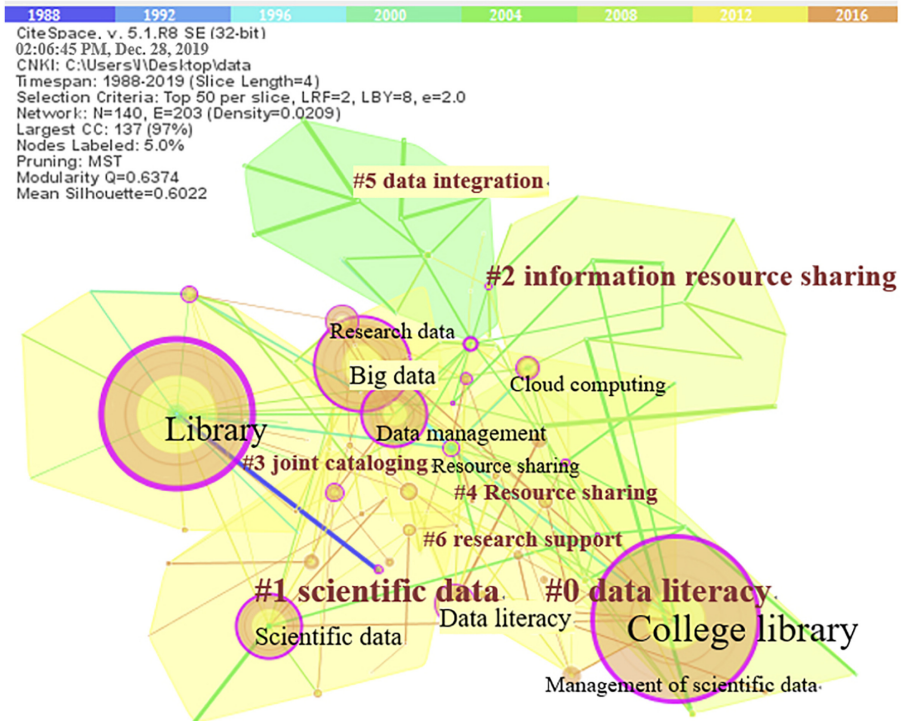 1988 1992 1996 2000 2004 2008 2012 2016
CiteSpace, v. 5.1.R8 SE (32-bit)
02:06:45 PM, Dec. 28, 2019
CNKI: C:\Users\l\Desktop\data
Timespan: 1988-2019 (Slice Length=4)
Selection Criteria: Top 50 per slice, LRF=2, LBY=8, e=2.0
Network: N=140, E=203 (Density=0.0209)
Largest CC: 137 (97%)
Nodes Labeled: 5.0%
Pruning: MST
Modularity Q=0.6374
Mean Silhouette=0.6022
#5 data integration
#2 information resource sharing
Research data
Big data
Cloud computing
Library
Data management
#3 joint cataloging
Resource sharing
#4 Resource sharing
#6 research support
#1 scientific data
#0 data literacy
Data literacy
Scientific data
College library
Management of scientific data